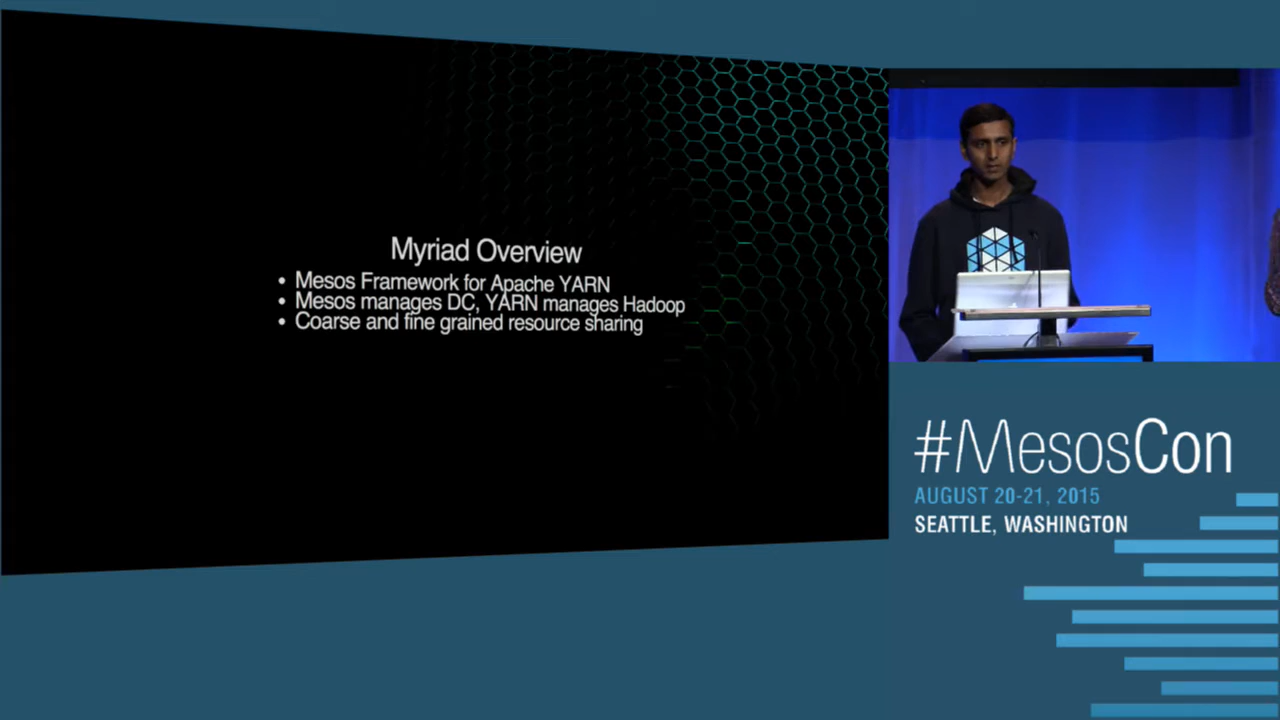 Myriad Overview
• Mesos Framework for Apache YARN
• Mesos manages DC, YARN manages Hadoop
• Coarse and fine grained resource sharing
#MesosCon
AUGUST 20-21, 2015
SEATTLE, WASHINGTON